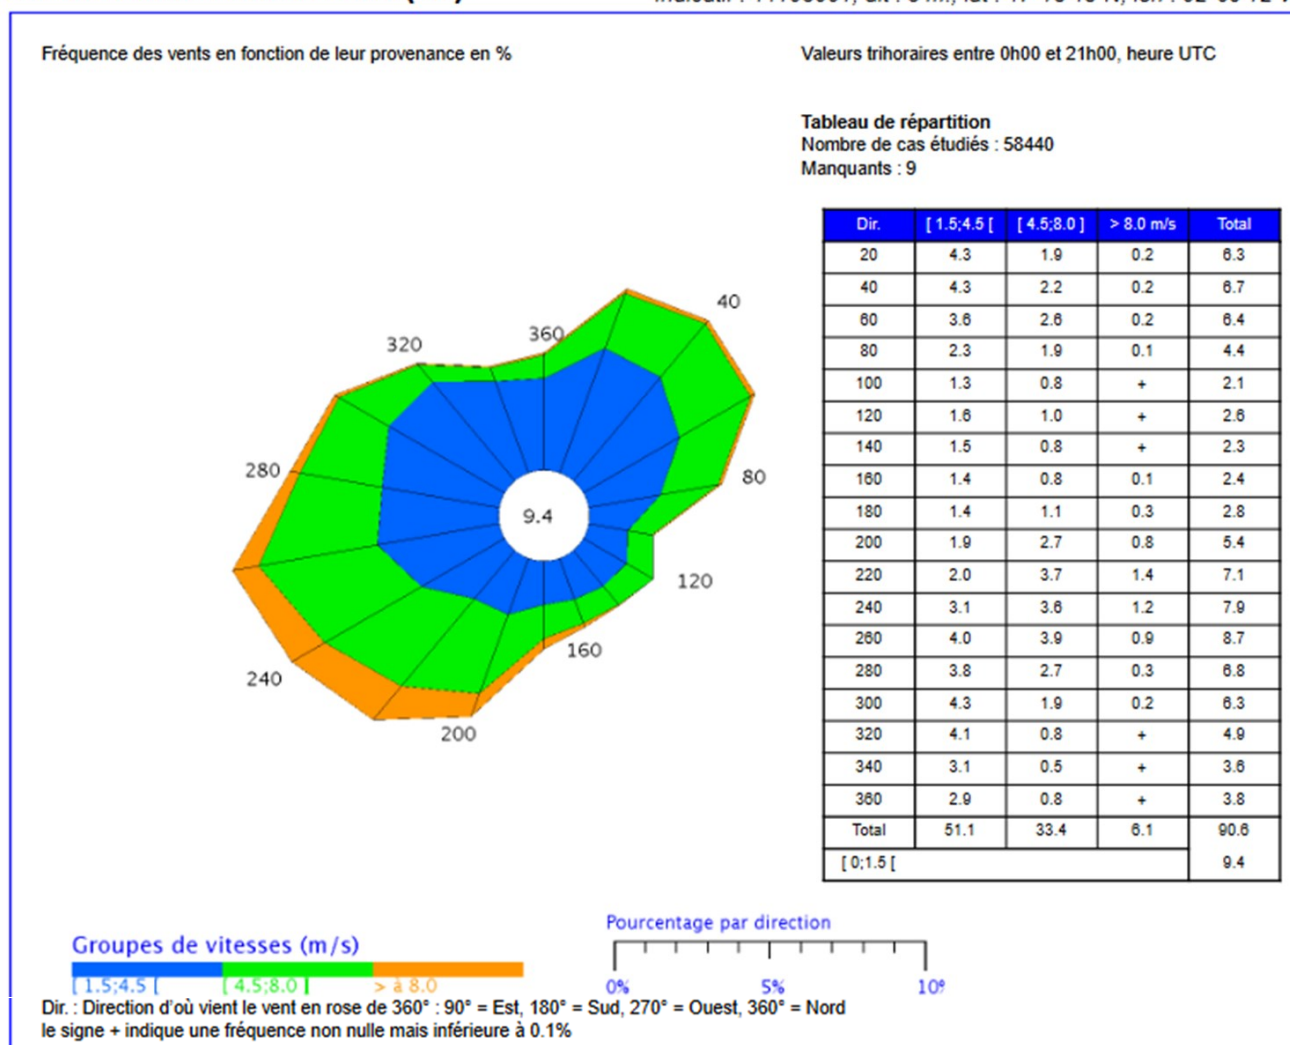 Fréquence des vents en fonction de leur provenance en %
Valeurs trihoraires entre 0h00 et 21h00, heure UTC
Tableau de répartition
Nombre de cas étudiés : 58440
Manquants : 9
Dir. [ 1.5;4.5 [ [ 4.5;8.0 ] > 8.0 m/s Total
20 4.3 1.9 0.2 6.3
40 4.3 2.2 0.2 6.7
60 3.6 2.6 0.2 6.4
80 2.3 1.9 0.1 4.4
100 1.3 0.8 + 2.1
120 1.6 1.0 + 2.6
140 1.5 0.8 + 2.3
160 1.4 0.8 0.1 2.4
180 1.4 1.1 0.3 2.8
200 1.9 2.7 0.8 5.4
220 2.0 3.7 1.4 7.1
240 3.1 3.6 1.2 7.9
260 4.0 3.9 0.9 8.7
280 3.8 2.7 0.3 6.8
300 4.3 1.9 0.2 6.3
320 4.1 0.8 + 4.9
340 3.1 0.5 + 3.6
360 2.9 0.8 + 3.8
Total 51.1 33.4 6.1 90.6
[ 0;1.5 [ 9.4
40
360
320
280
80
9.4
120
160
240
200
Groupes de vitesses (m/s)
[ 1.5;4.5 [ [ 4.5;8.0 ] > à 8.0
Pourcentage par direction
0% 5% 10%
Dir. : Direction d'où vient le vent en rose de 360° : 90° = Est, 180° = Sud, 270° = Ouest, 360° = Nord
le signe + indique une fréquence non nulle mais inférieure à 0.1%